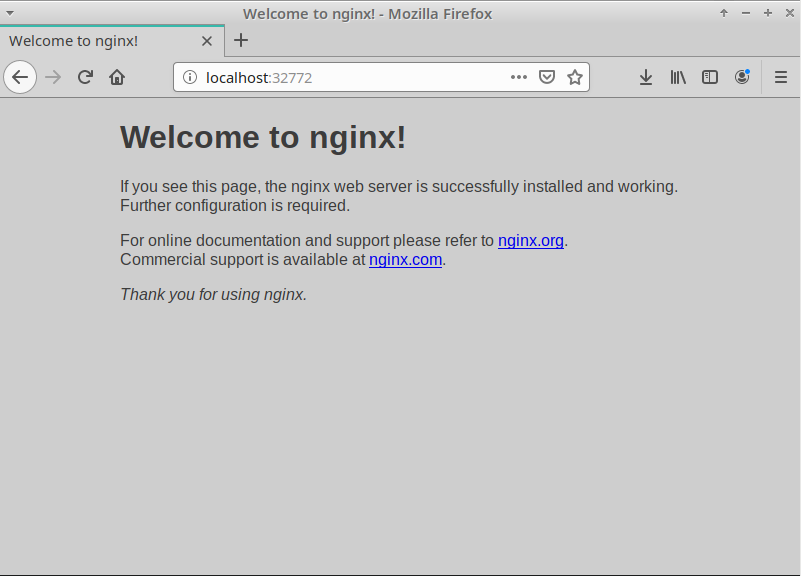 Welcome to nginx! - Mozilla Firefox
Welcome to nginx!
localhost:32772
Welcome to nginx!
If you see this page, the nginx web server is successfully installed and working.
Further configuration is required.
For online documentation and support please refer to nginx.org.
Commercial support is available at nginx.com.
Thank you for using nginx.